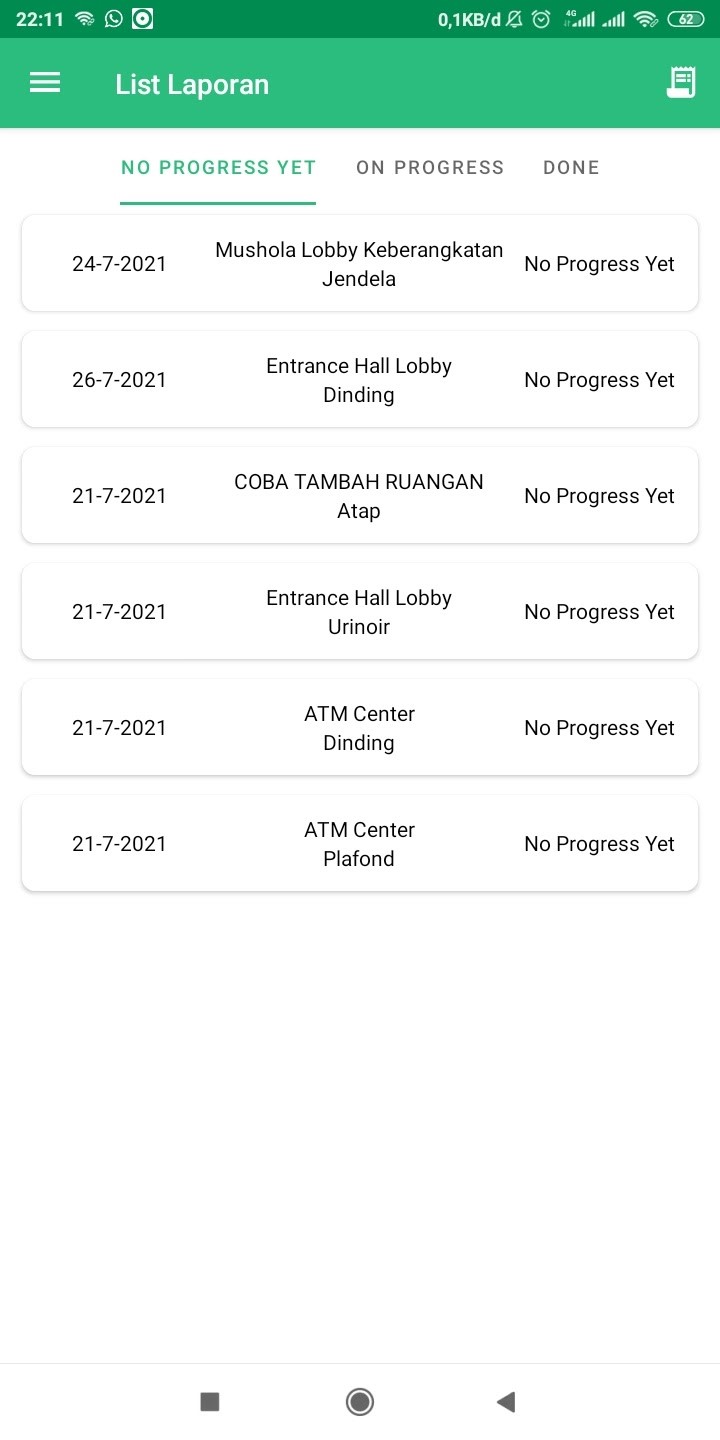 22:11 0,1KB/d 4G 62
List Laporan
NO PROGRESS YET ON PROGRESS DONE
24-7-2021 Mushola Lobby Keberangkatan Jendela No Progress Yet
26-7-2021 Entrance Hall Lobby Dinding No Progress Yet
21-7-2021 COBA TAMBAH RUANGAN Atap No Progress Yet
21-7-2021 Entrance Hall Lobby Urinoir No Progress Yet
21-7-2021 ATM Center Dinding No Progress Yet
21-7-2021 ATM Center Plafond No Progress Yet